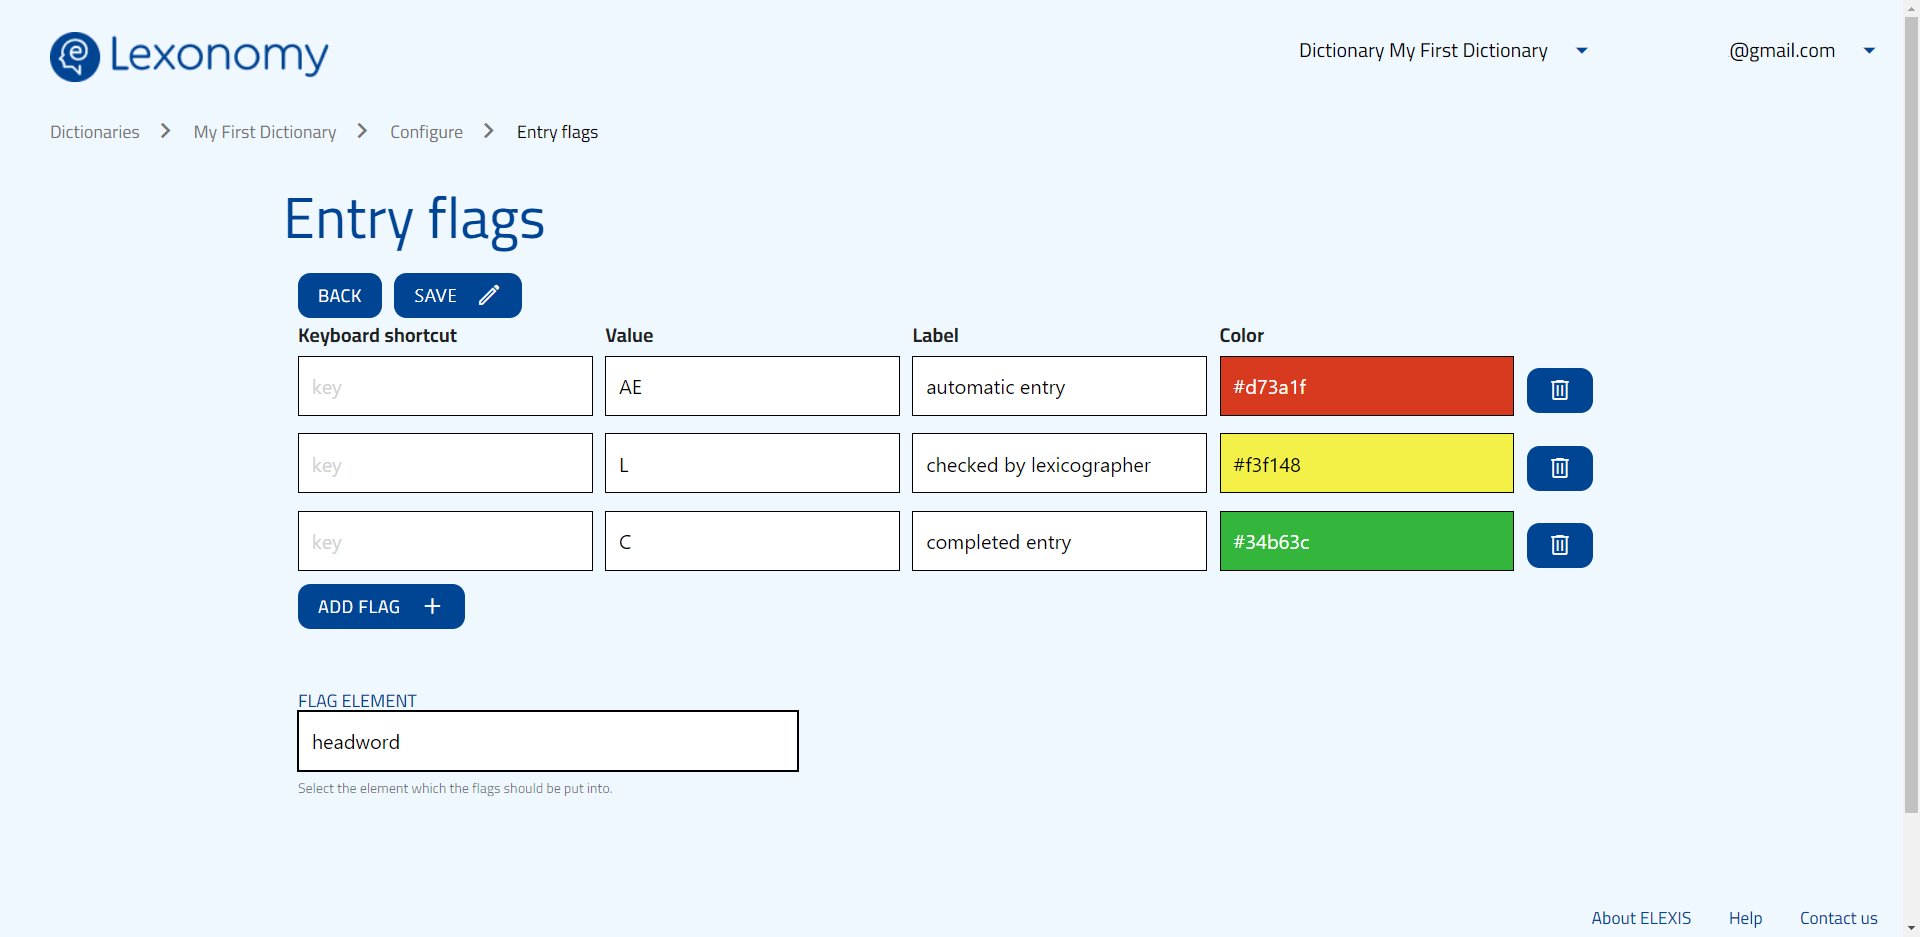 Lexonomy
Dictionary My First Dictionary
@gmail.com
Dictionaries My First Dictionary Configure Entry flags
Entry flags
BACK SAVE
Keyboard shortcut Value Label Color
key AE automatic entry #d73a1f
key L checked by lexicographer #f3f148
key C completed entry #34b63c
ADD FLAG +
FLAG ELEMENT
headword
Select the element which the flags should be put into.
About ELEXIS Help Contact us